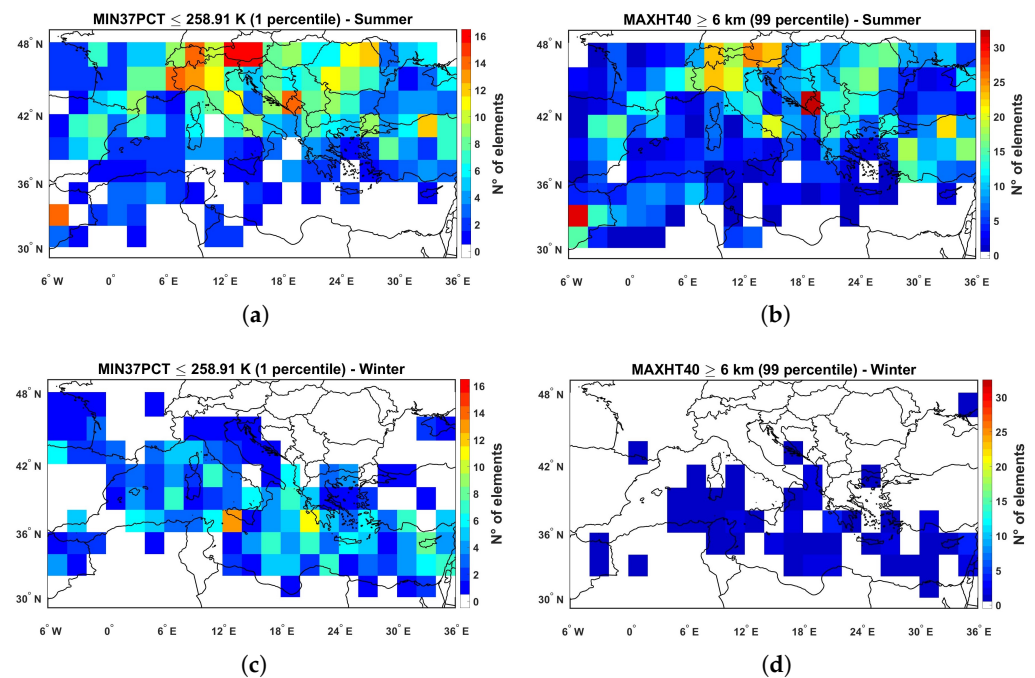 MIN37PCT ≤ 258.91 K (1 percentile) - Summer
48° N
42° N
36° N
30° N
6° W 0° 6° E 12° E 18° E 24° E 30° E 36° E
16
14
12
10
8
6
4
2
0
N° of elements
(a)
MAXHT40 ≥ 6 km (99 percentile) - Summer
48° N
42° N
36° N
30° N
6° W 0° 6° E 12° E 18° E 24° E 30° E 36° E
30
25
20
15
10
5
0
N° of elements
(b)
MIN37PCT ≤ 258.91 K (1 percentile) - Winter
48° N
42° N
36° N
30° N
6° W 0° 6° E 12° E 18° E 24° E 30° E 36° E
16
14
12
10
8
6
4
2
0
N° of elements
(c)
MAXHT40 ≥ 6 km (99 percentile) - Winter
48° N
42° N
36° N
30° N
6° W 0° 6° E 12° E 18° E 24° E 30° E 36° E
30
25
20
15
10
5
0
N° of elements
(d)